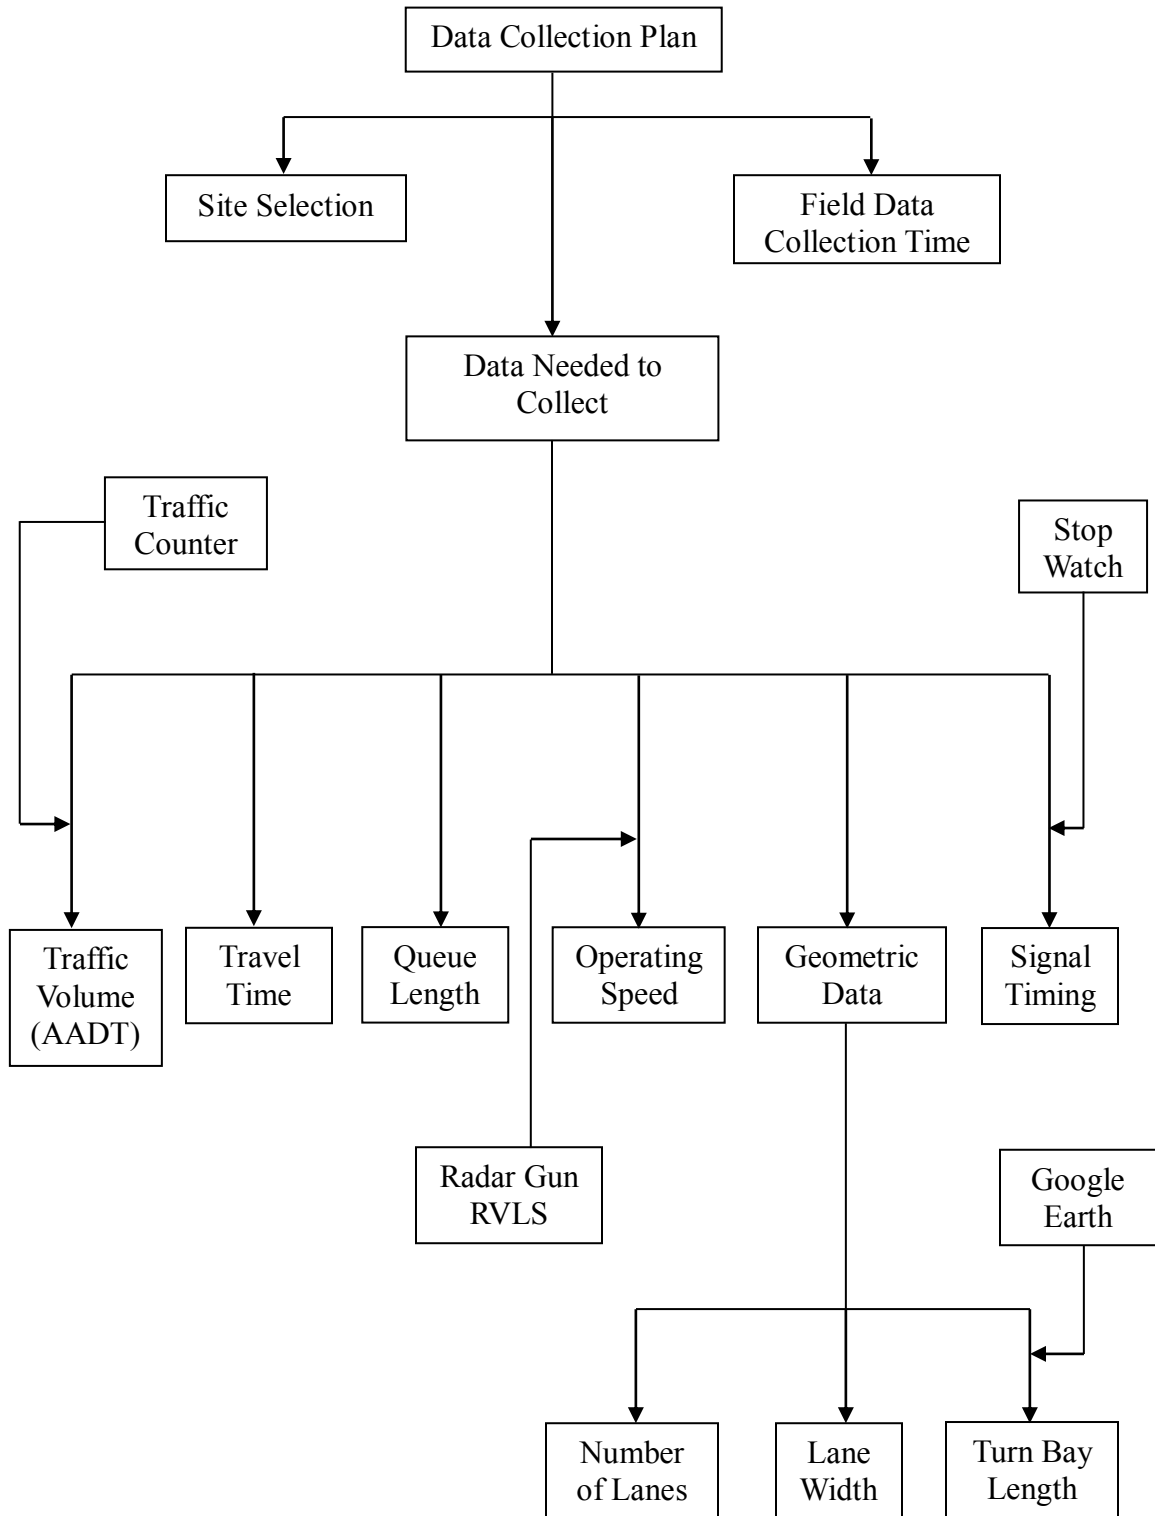 Data Collection Plan
Site Selection
Field Data
Collection Time
Data Needed to
Collect
Traffic
Counter
Stop
Watch
Traffic
Volume
(AADT)
Travel
Time
Queue
Length
Operating
Speed
Geometric
Data
Signal
Timing
Radar Gun
RVLS
Google
Earth
Number
of Lanes
Lane
Width
Turn Bay
Length